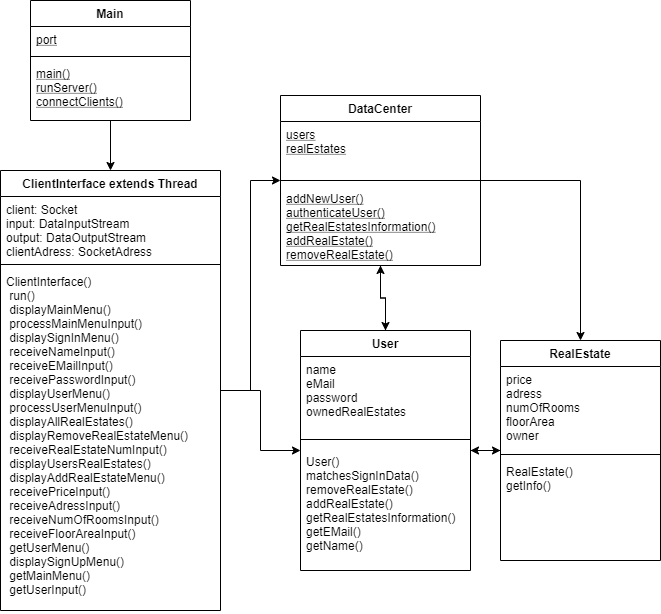 Main
port
main()
runServer()
connectClients()
DataCenter
users
realEstates
addNewUser()
authenticateUser()
getRealEstatesInformation()
addRealEstate()
removeRealEstate()
ClientInterface extends Thread
client: Socket
input: DataInputStream
output: DataOutputStream
clientAdress: SocketAdress
ClientInterface()
run()
displayMainMenu()
processMainMenuInput()
displaySignInMenu()
receiveNameInput()
receiveEMailInput()
receivePasswordInput()
displayUserMenu()
processUserMenuInput()
displayAllRealEstates()
displayRemoveRealEstateMenu()
receiveRealEstateNumInput()
displayUsersRealEstates()
displayAddRealEstateMenu()
receivePriceInput()
receiveAdressInput()
receiveNumOfRoomsInput()
receiveFloorAreaInput()
getUserMenu()
displaySignUpMenu()
getMainMenu()
getUserInput()
User
name
eMail
password
ownedRealEstates
User()
matchesSignInData()
removeRealEstate()
addRealEstate()
getRealEstatesInformation()
getEMail()
getName()
RealEstate
price
adress
numOfRooms
floorArea
owner
RealEstate()
getInfo()